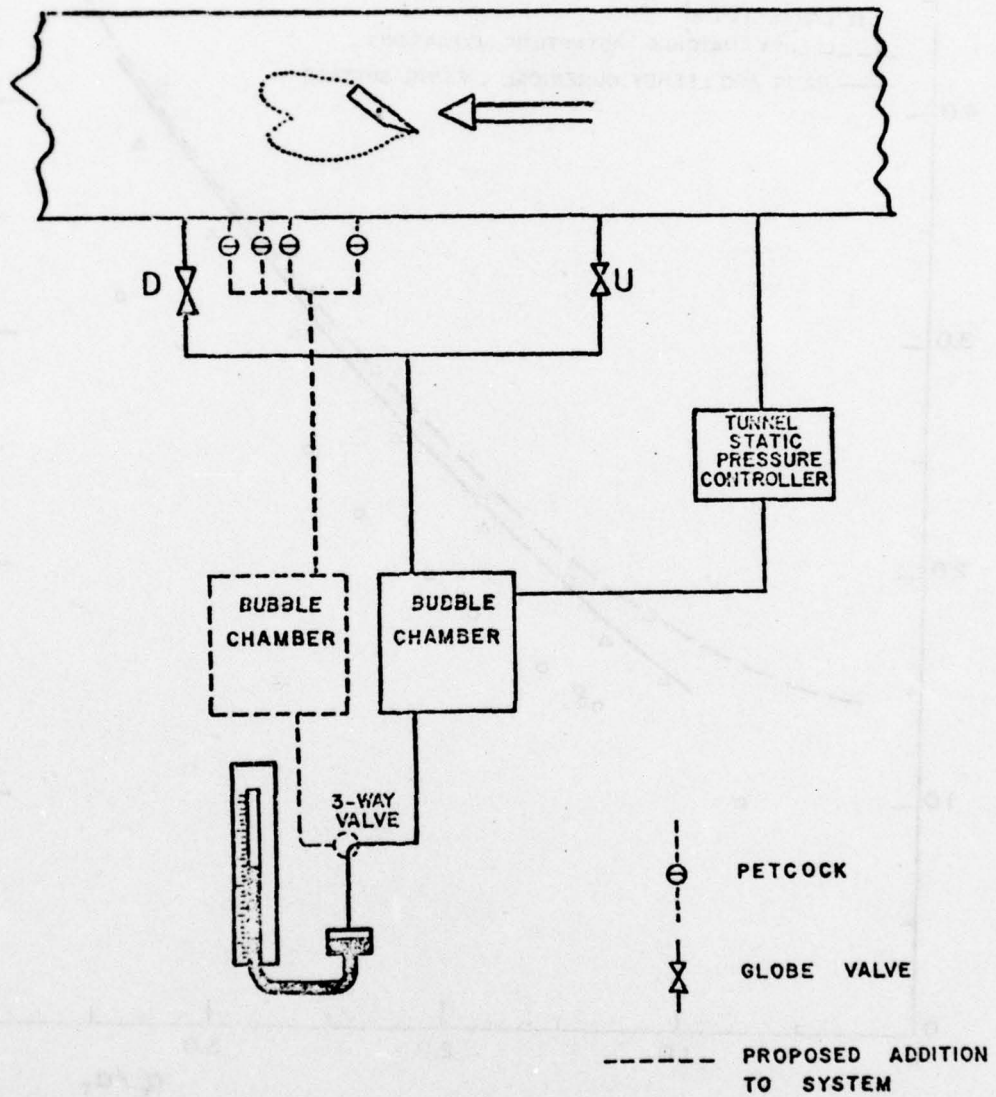 D
U
TUNNEL
STATIC
PRESSURE
CONTROLLER
BUBBLE
CHAMBER
BUBBLE
CHAMBER
3-WAY
VALVE
PETCOCK
GLOBE VALVE
PROPOSED ADDITION
TO SYSTEM